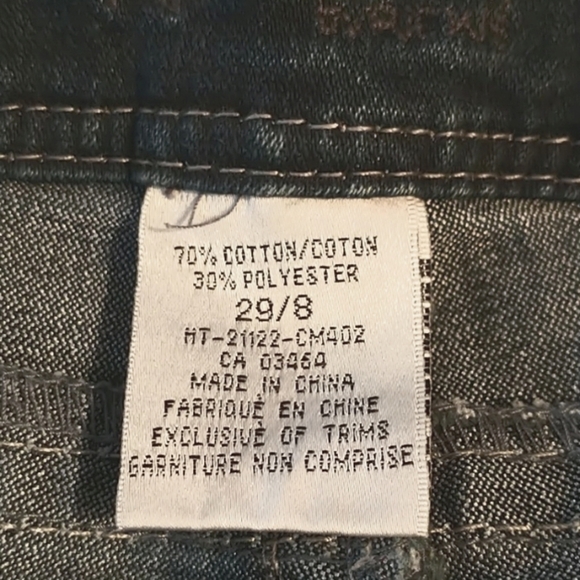 70% COTTON/COTON
30% POLYESTER
29/8
HT-21122-CM402
CA 03464
MADE IN CHINA
FABRIQUÉ EN CHINE
EXCLUSIVE OF TRIMS
GARNITURE NON COMPRISE